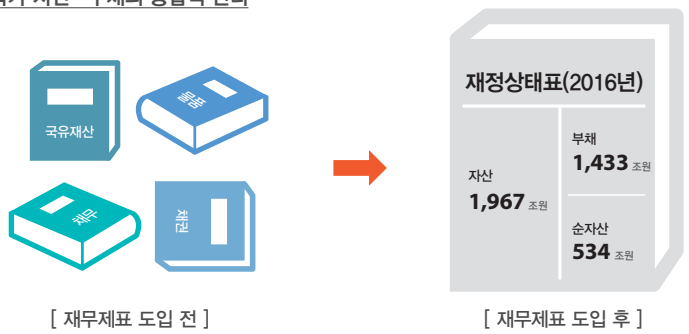 국유재산
물품
채무
채권
[ 재무제표 도입 전 ]
재정상태표(2016년)
자산
1,967 조원
부채
1,433 조원
순자산
534 조원
[ 재무제표 도입 후 ]